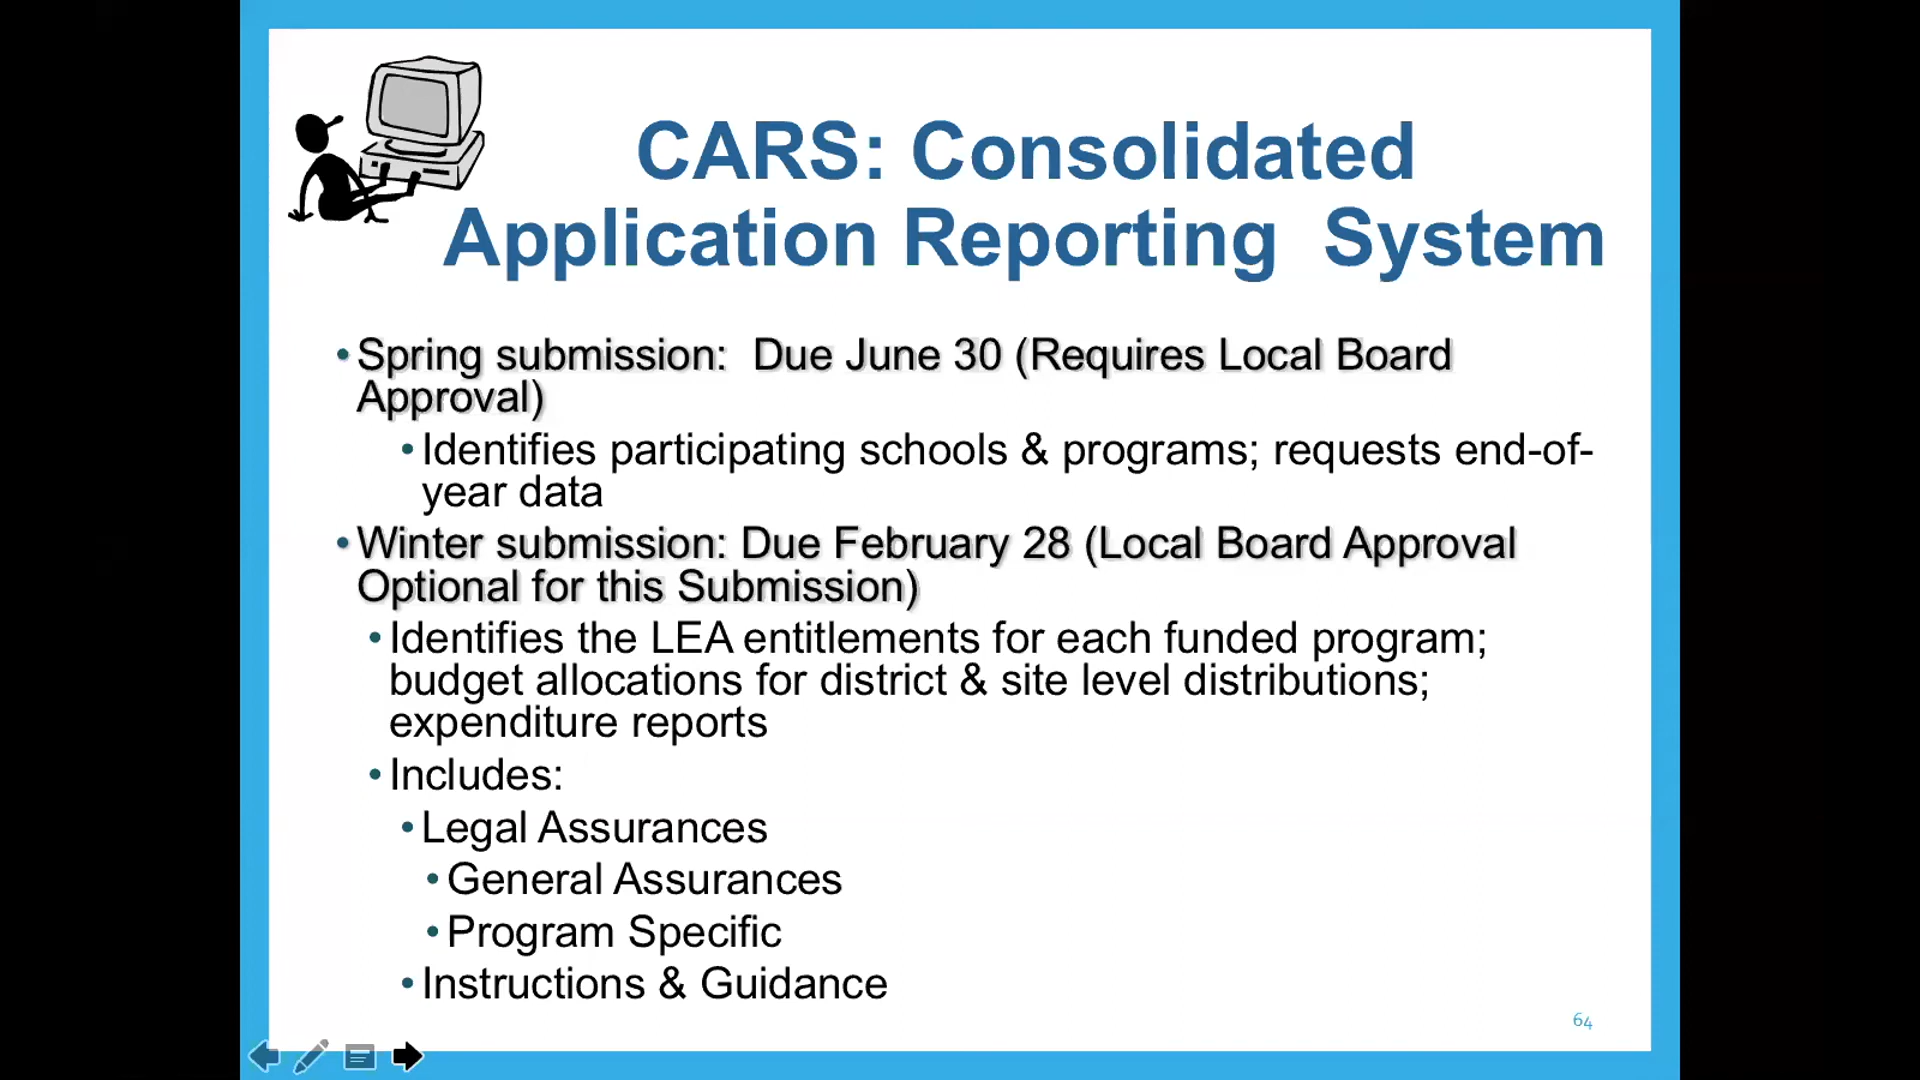 CARS: Consolidated
Application Reporting  System
• Spring submission:  Due June 30 (Requires Local Board
Approval)
• Identifies participating schools & programs; requests end-of-
year data
• Winter submission: Due February 28 (Local Board Approval
Optional for this Submission)
• Identifies the LEA entitlements for each funded program;
budget allocations for district & site level distributions;
expenditure reports
• Includes:
• Legal Assurances
• General Assurances
• Program Specific
• Instructions & Guidance
64